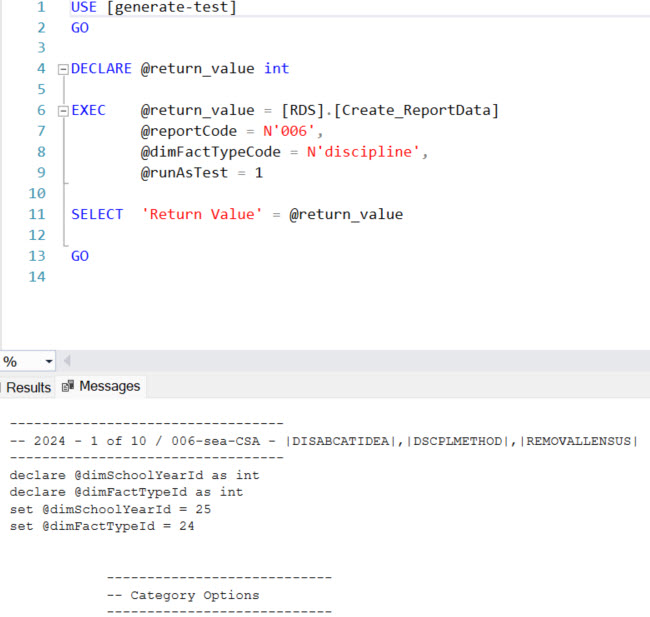 1 USE [generate-test]
2 GO
3
4 DECLARE @return_value int
5
6 EXEC @return_value = [RDS].[Create_ReportData]
7 @reportCode = N'006',
8 @dimFactTypeCode = N'discipline',
9 @runAsTest = 1
10
11 SELECT 'Return Value' = @return_value
12
13 GO
14
%
Results Messages
----------------------------------
-- 2024 - 1 of 10 / 006-sea-CSA - |DISABCATIDEA|,|DSCPLMETHOD|,|REMOVALLENSUS|
----------------------------------
declare @dimSchoolYearId as int
declare @dimFactTypeId as int
set @dimSchoolYearId = 25
set @dimFactTypeId = 24
----------------------------
-- Category Options
----------------------------